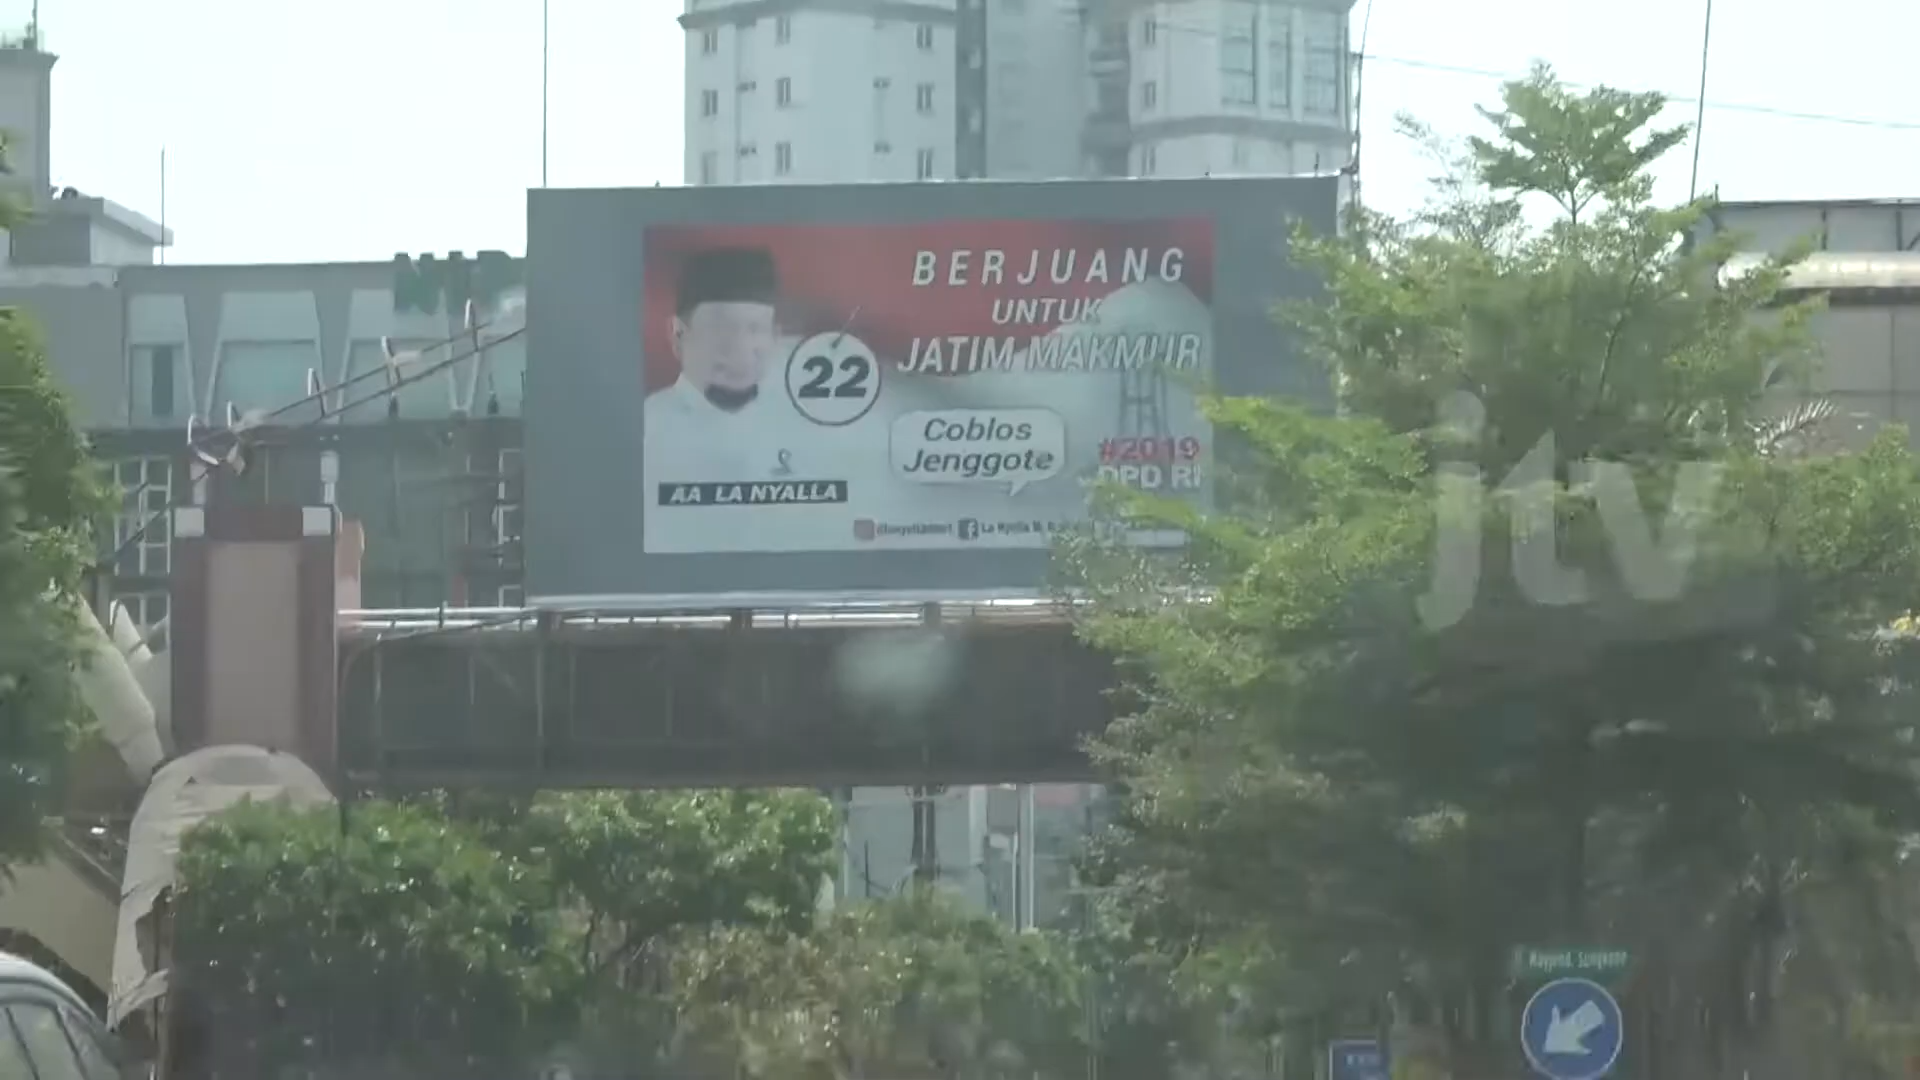 BERJUANG
UNTUK
JATIM MAKMUR
22
Coblos
Jenggote
#2019
DPD RI
AA LA NYALLA
jtv